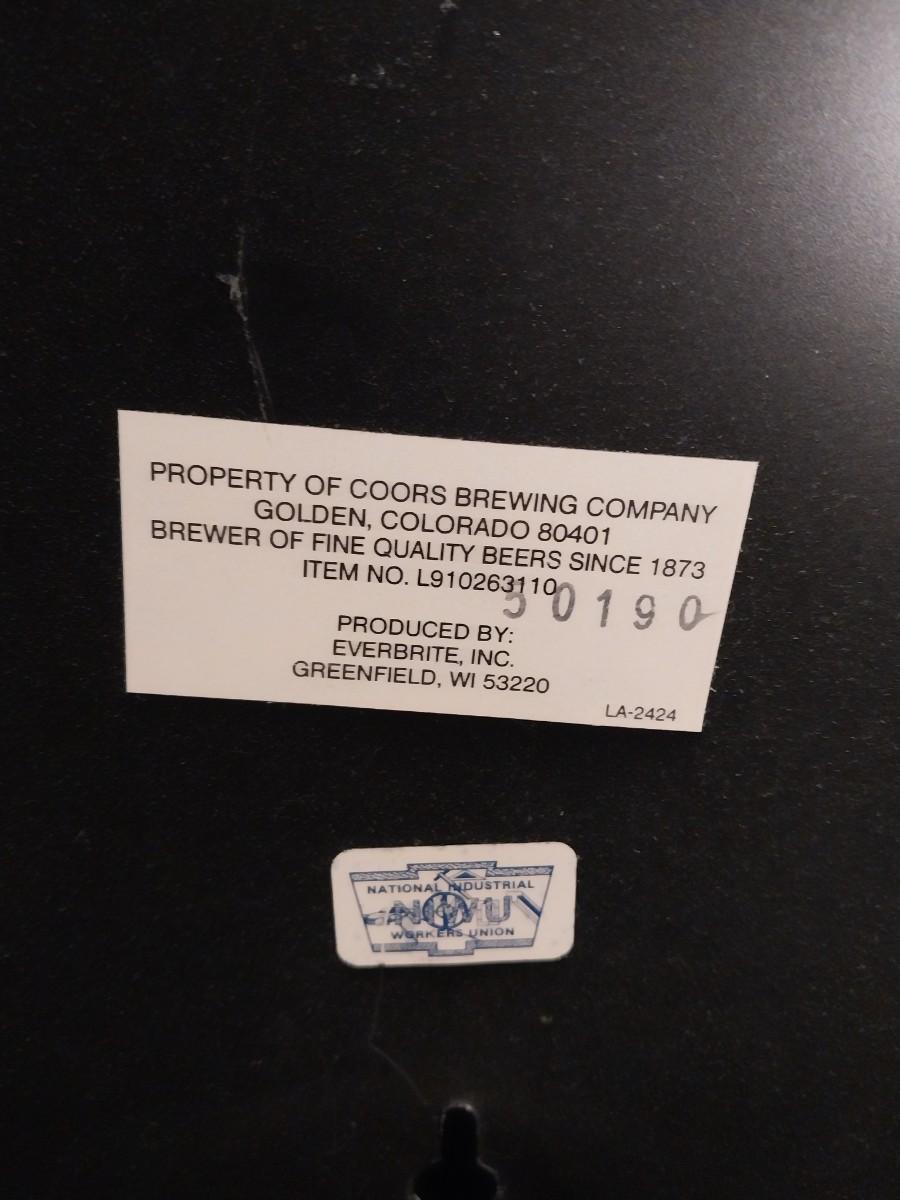 PROPERTY OF COORS BREWING COMPANY
GOLDEN, COLORADO 80401
BREWER OF FINE QUALITY BEERS SINCE 1873
ITEM NO. L910263110
50190
PRODUCED BY:
EVERBRITE, INC.
GREENFIELD, WI 53220
LA-2424
NATIONAL INDUSTRIAL
NIWU
WORKERS UNION